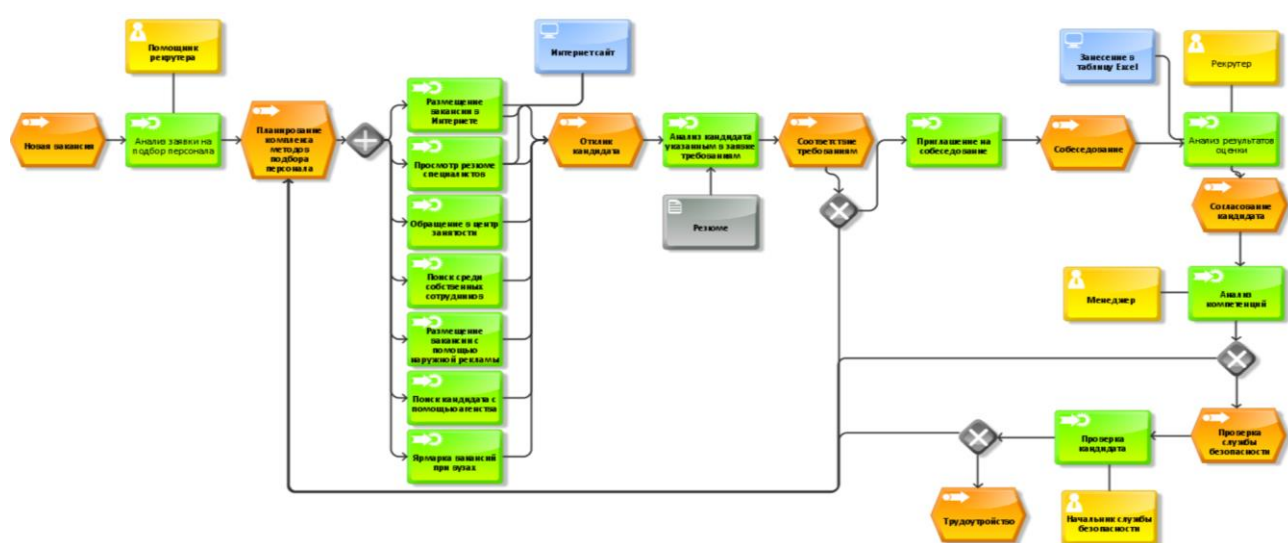 Помощник
рекрутера
Новая вакансия
Анализ заявки на
подбор персонала
Планирование
комплекса
методов
подбора
персонала
Размещение
вакансии в
Интернете
Просмотр резюме
специалистов
Обращение в центр
занятости
Поиск среди
собственных
сотрудников
Размещение
вакансии с
помощью
наружной рекламы
Поиск кандидата с
помощью агенства
Ярмарка вакансий
при вузах
Интернет сайт
Отклик
кандидата
Анализ кандидата
указанным в заявке
требованиям
Резюме
Соответствие
требованиям
Приглашение на
собеседование
Собеседование
Занесение в
таблицу Excel
Рекрутер
Анализ результатов
оценки
Согласование
кандидата
Менеджер
Анализ
компетенций
Проверка
службы
безопасности
Проверка
кандидата
Начальник службы
безопасности
Трудоутройство